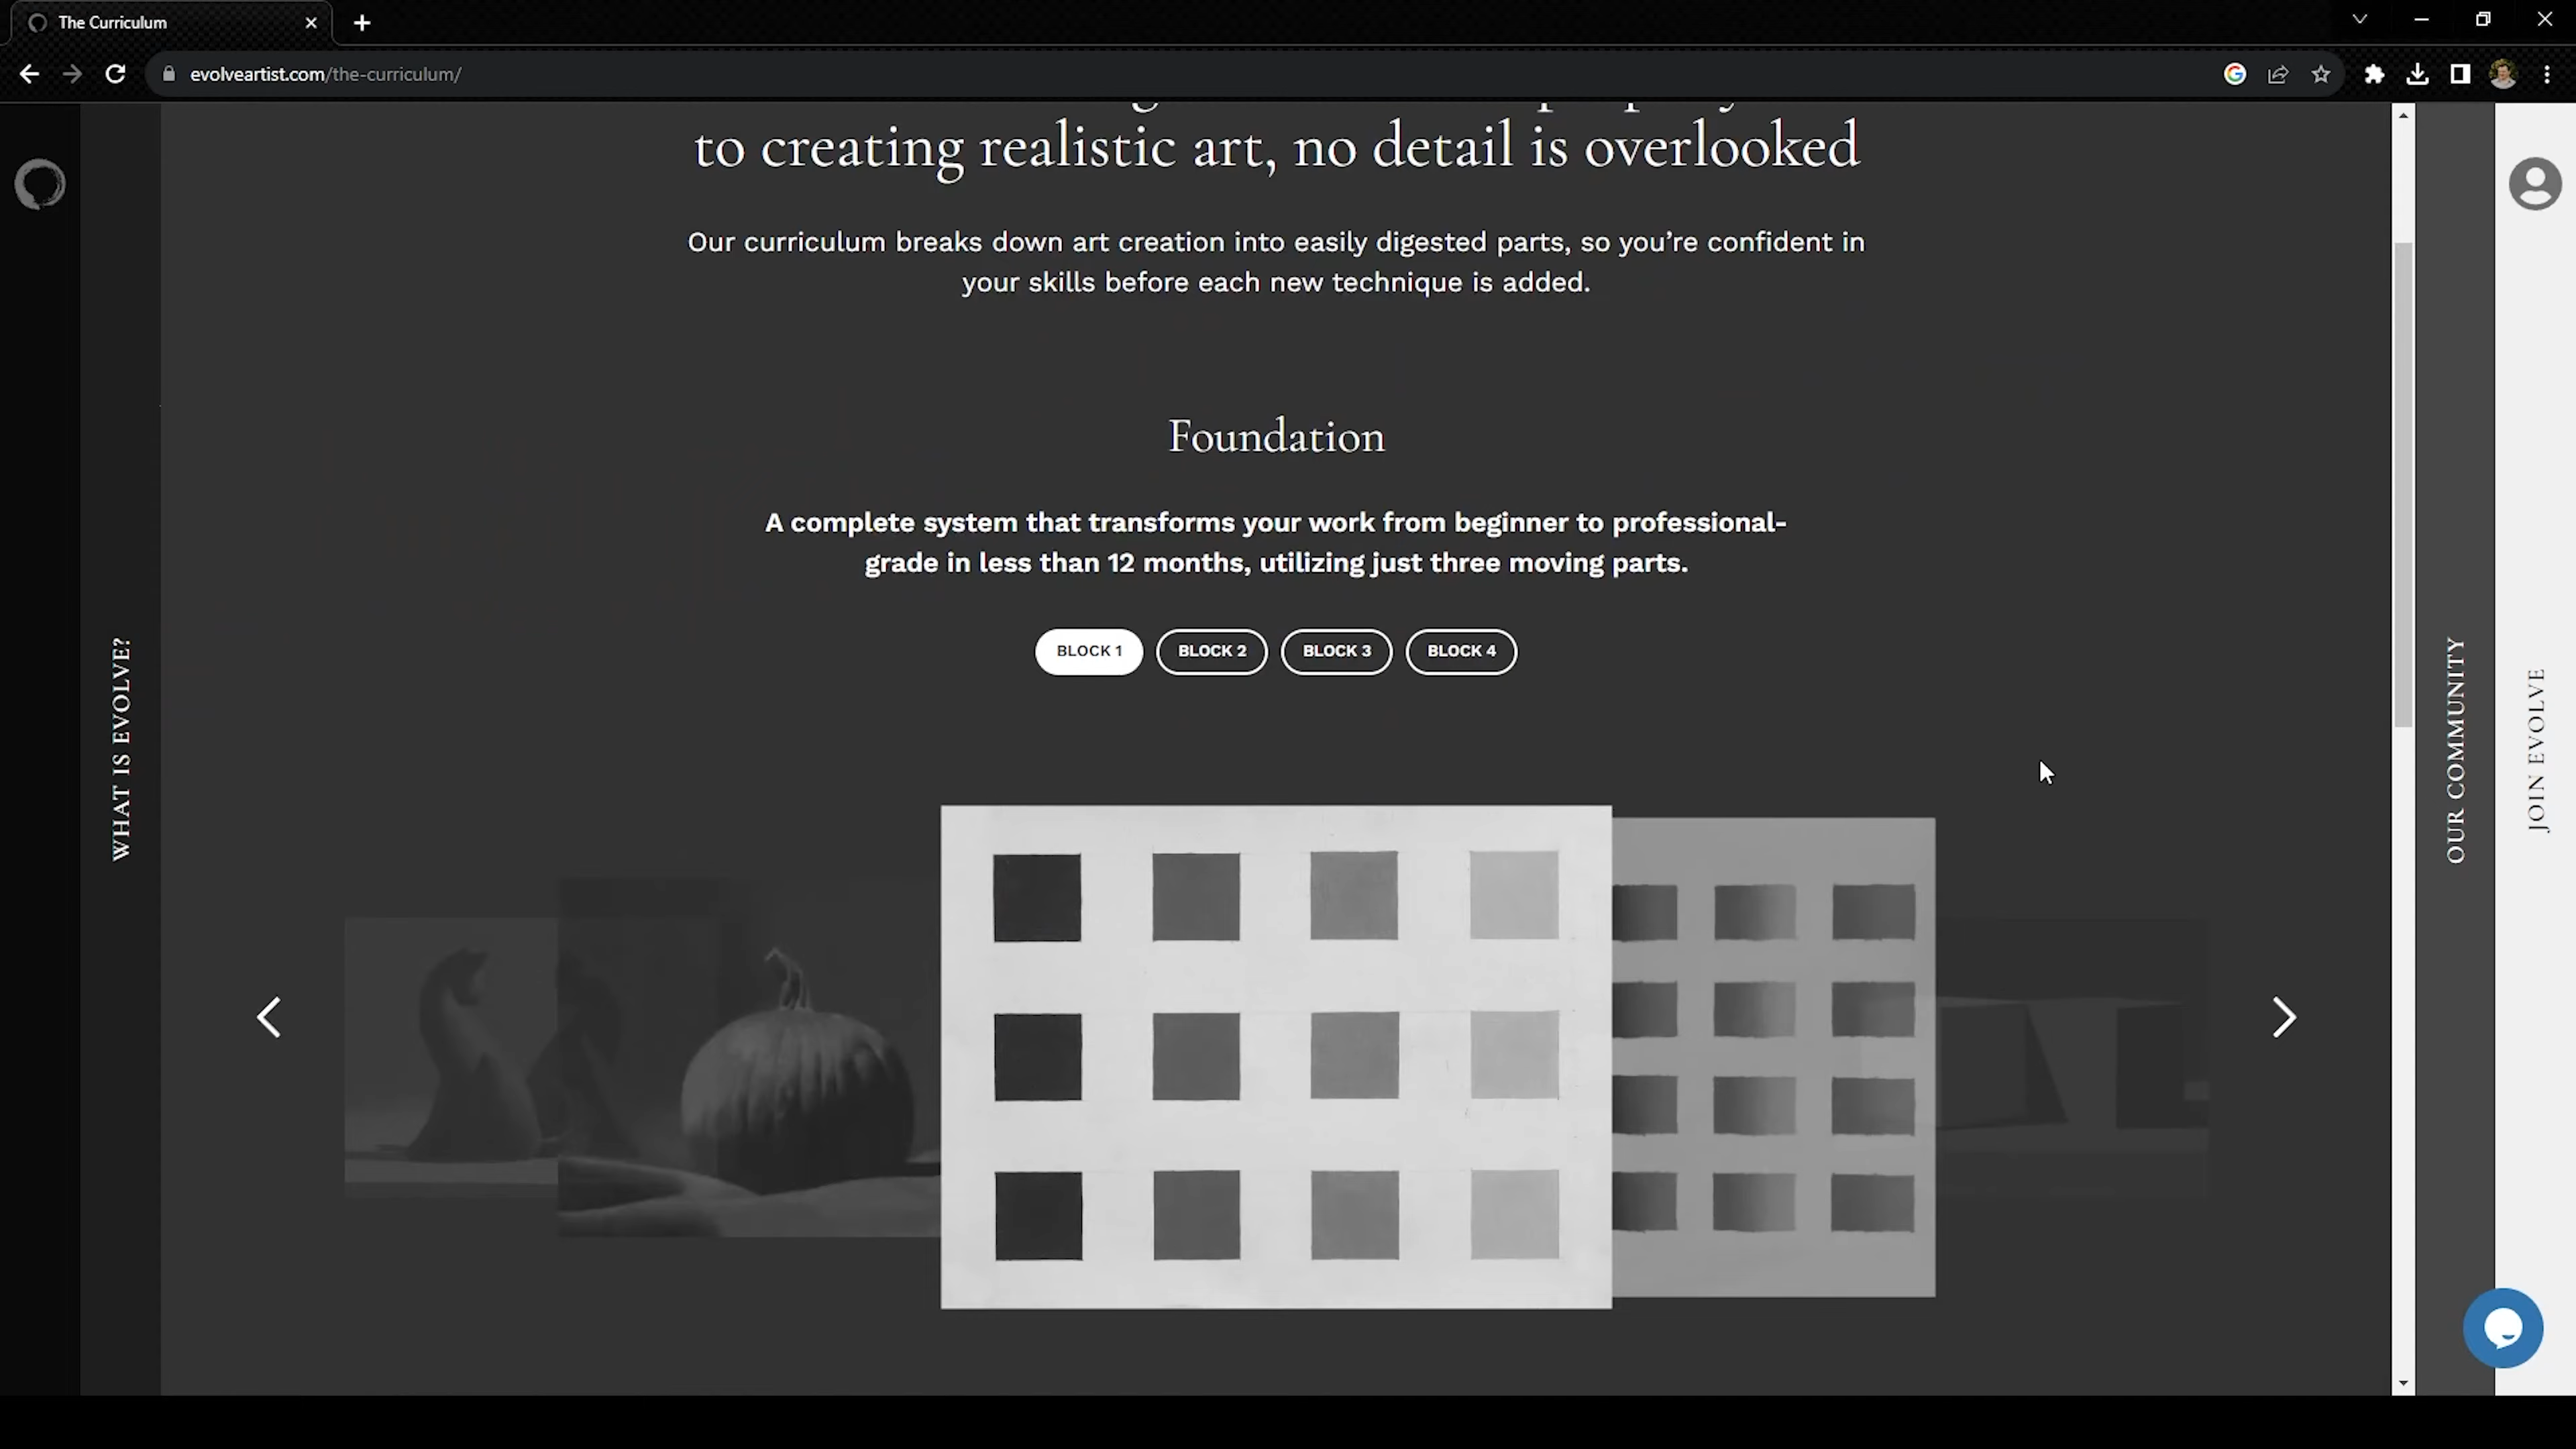 The Curriculum
evolveartist.com/the-curriculum/
to creating realistic art, no detail is overlooked
Our curriculum breaks down art creation into easily digested parts, so you’re confident in
your skills before each new technique is added.
Foundation
A complete system that transforms your work from beginner to professional-
grade in less than 12 months, utilizing just three moving parts.
BLOCK 1
BLOCK 2
BLOCK 3
BLOCK 4
WHAT IS EVOLVE?
OUR COMMUNITY
JOIN EVOLVE